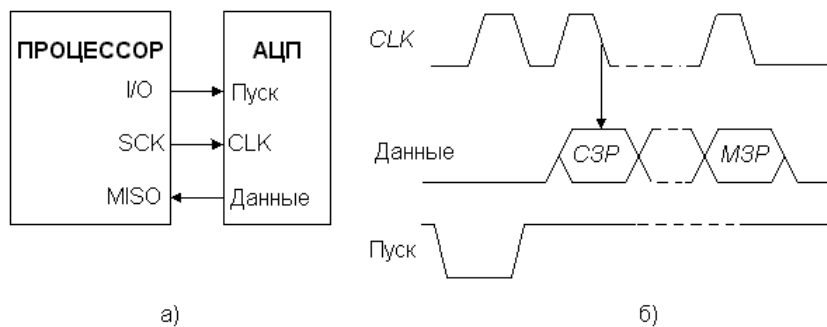 ПРОЦЕССОР
I/O
SCK
MISO
АЦП
Пуск
CLK
Данные
а)
CLK
Данные
СЗР
МЗР
Пуск
б)